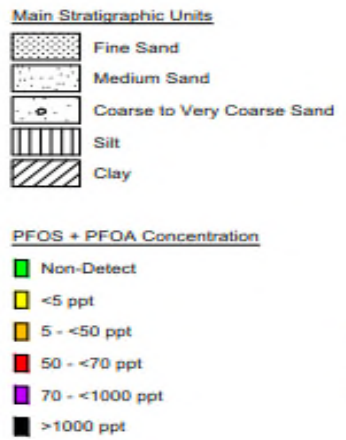 Main Stratigraphic Units
Fine Sand
Medium Sand
Coarse to Very Coarse Sand
Silt
Clay
PFOS + PFOA Concentration
Non-Detect
<5 ppt
5 - <50 ppt
50 - <70 ppt
70 - <1000 ppt
>1000 ppt